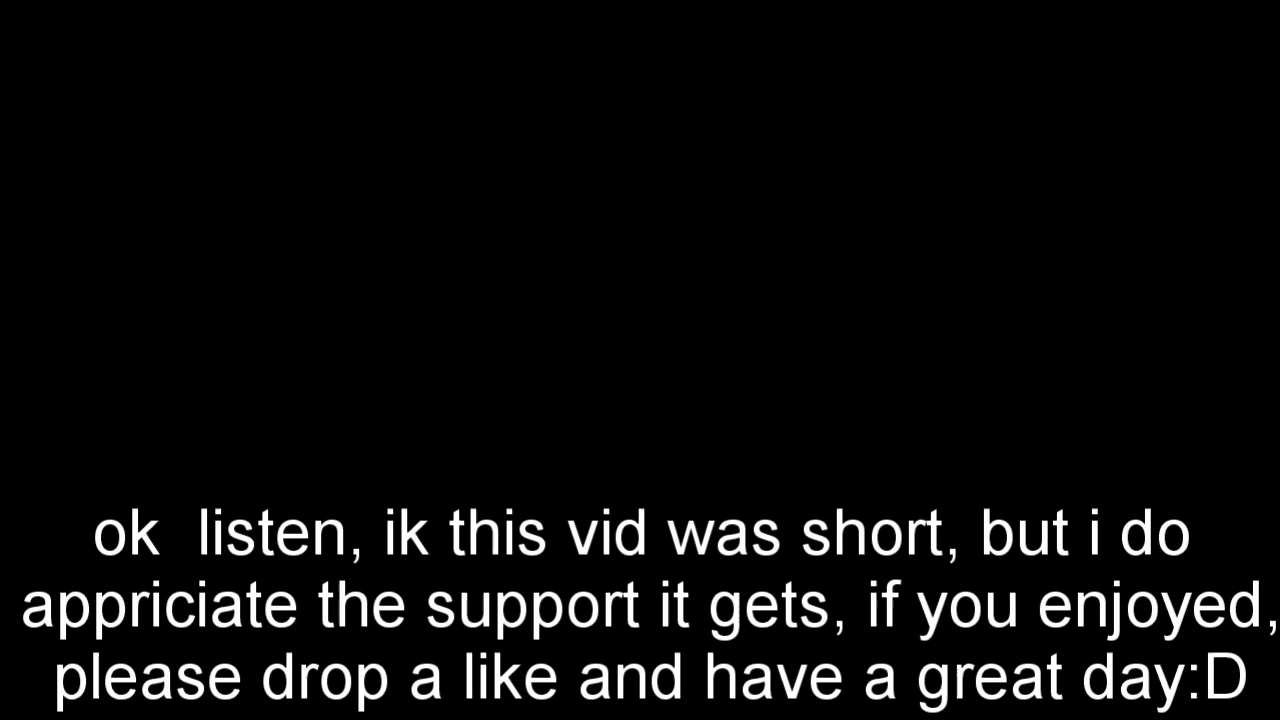 ok  listen, ik this vid was short, but i do
appriciate the support it gets, if you enjoyed,
please drop a like and have a great day:D